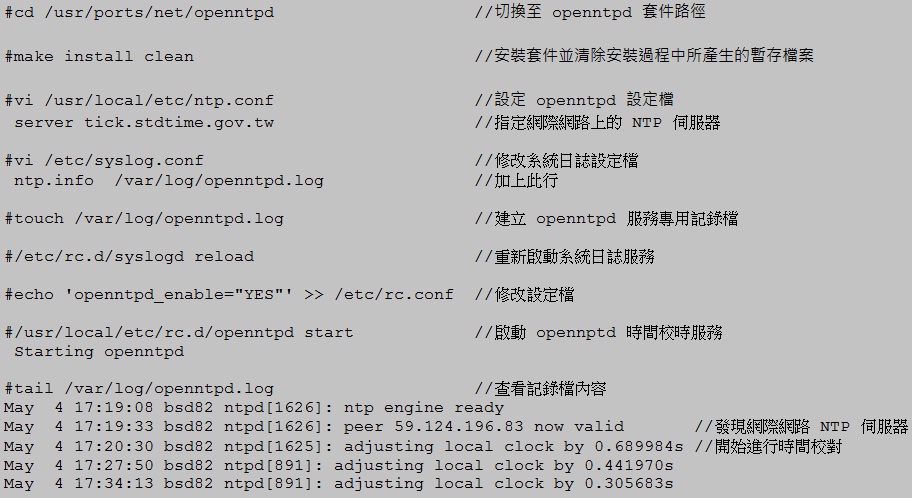 #cd /usr/ports/net/openntpd //切換至 openntpd 套件路徑
#make install clean //安裝套件並清除安裝過程中所產生的暫存檔案
#vi /usr/local/etc/ntp.conf //設定 openntpd 設定檔
server tick.stdtime.gov.tw //指定網際網路上的 NTP 伺服器
#vi /etc/syslog.conf //修改系統日誌設定檔
ntp.info /var/log/openntpd.log //加上此行
#touch /var/log/openntpd.log //建立 openntpd 服務專用記錄檔
#/etc/rc.d/syslogd reload //重新啟動系統日誌服務
#echo 'openntpd_enable="YES"' >> /etc/rc.conf //修改設定檔
#/usr/local/etc/rc.d/openntpd start //啟動 opennptd 時間校時服務
Starting openntpd
#tail /var/log/openntpd.log //查看記錄檔內容
May 4 17:19:08 bsd82 ntpd[1626]: ntp engine ready
May 4 17:19:33 bsd82 ntpd[1626]: peer 59.124.196.83 now valid //發現網際網路 NTP 伺服器
May 4 17:20:30 bsd82 ntpd[1625]: adjusting local clock by 0.689984s //開始進行時間校對
May 4 17:27:50 bsd82 ntpd[891]: adjusting local clock by 0.441970s
May 4 17:34:13 bsd82 ntpd[891]: adjusting local clock by 0.305683s